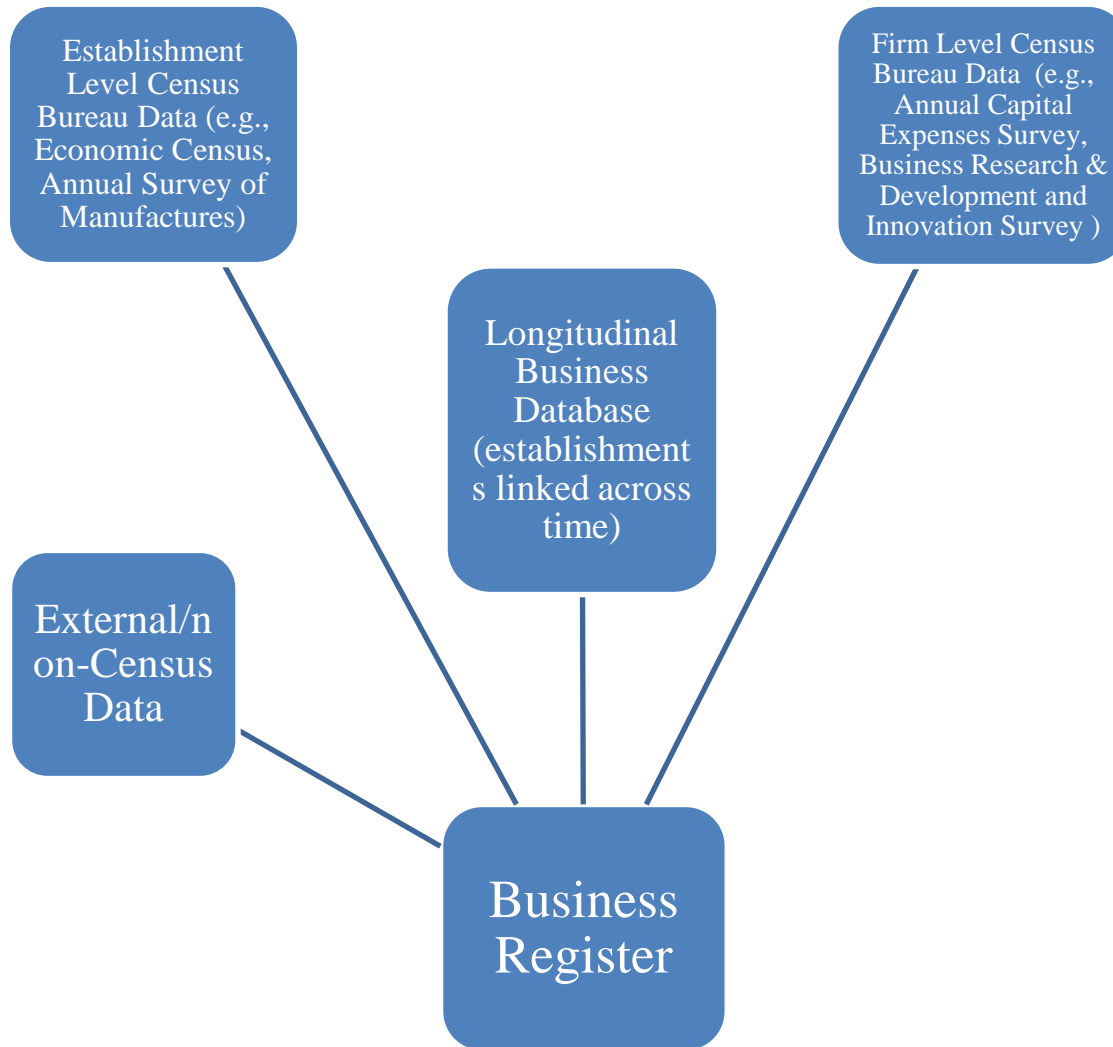 Establishment
Level Census
Bureau Data (e.g.,
Economic Census,
Annual Survey of
Manufactures)
Firm Level Census
Bureau Data  (e.g.,
Annual Capital
Expenses Survey,
Business Research &
Development and
Innovation Survey )
Longitudinal
Business
Database
(establishment
s linked across
time)
External/n
on-Census
Data
Business
Register